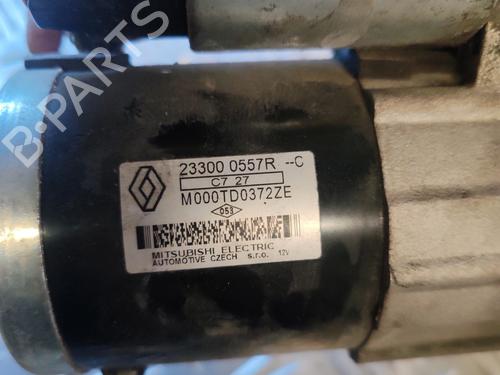 B-PARTS
23300 0557R --C
C7 27
M000TD0372ZE
053
MITSUBISHI ELECTRIC
AUTOMOTIVE CZECH s.r.o. 12V